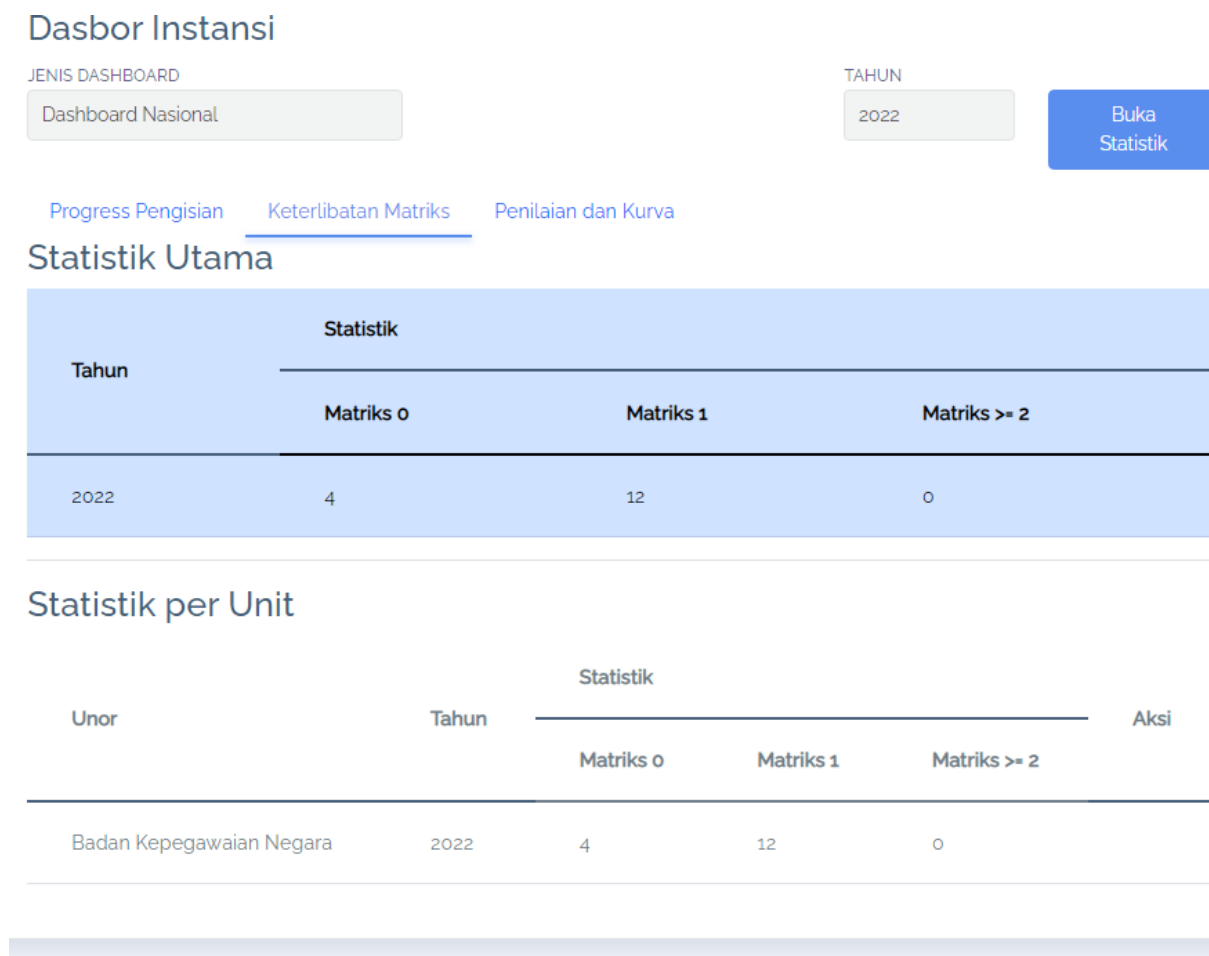 Dasbor Instansi
JENIS DASHBOARD
TAHUN
Dashboard Nasional
2022
Buka
Statistik
Progress Pengisian Keterlibatan Matriks Penilaian dan Kurva
Statistik Utama
Statistik
Tahun
Matriks 0 Matriks 1 Matriks >= 2
2022 4 12 0
Statistik per Unit
Statistik
Unor Tahun Aksi
Matriks 0 Matriks 1 Matriks >= 2
Badan Kepegawaian Negara 2022 4 12 0